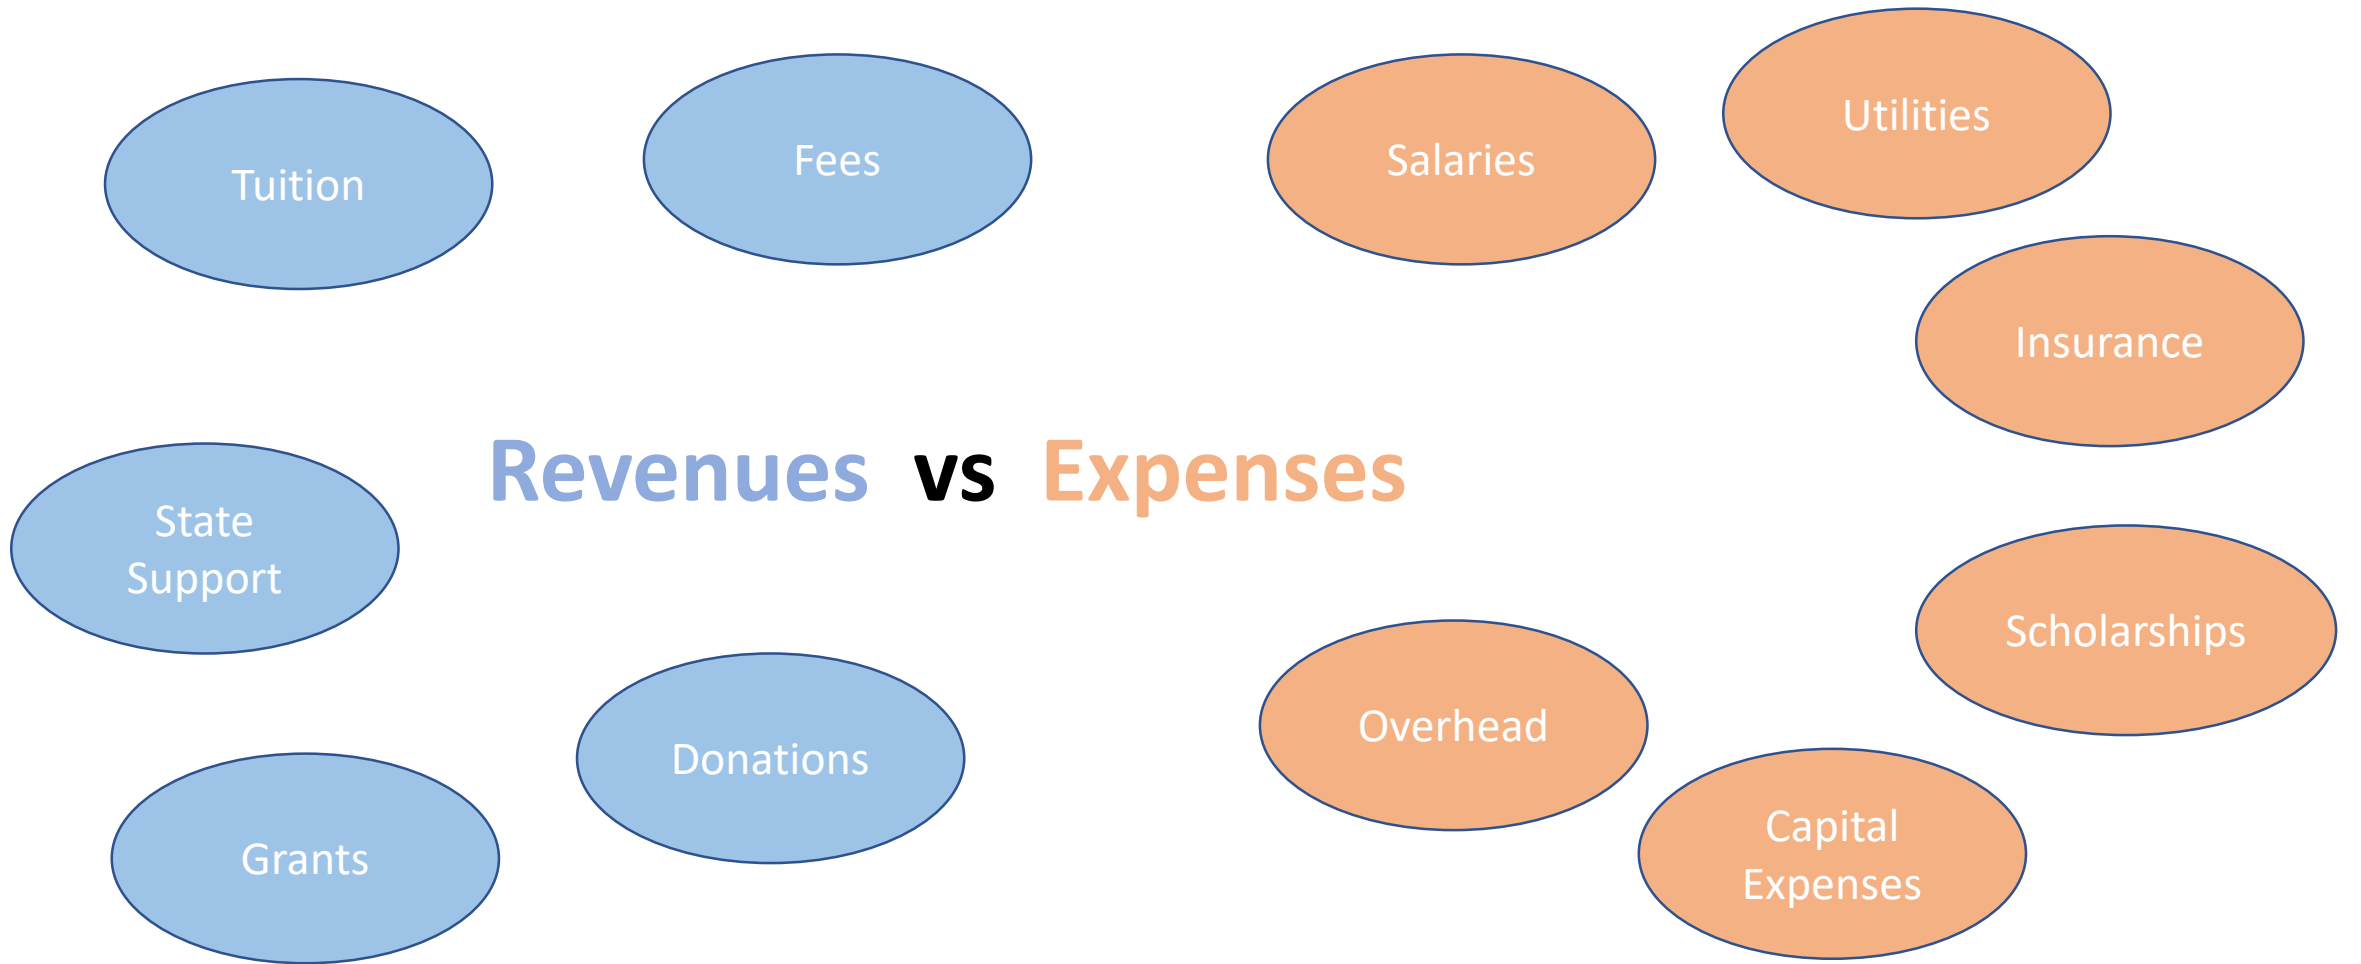 Tuition
Fees
Salaries
Utilities
Insurance
Revenues vs Expenses
State
Support
Scholarships
Donations
Overhead
Grants
Capital
Expenses